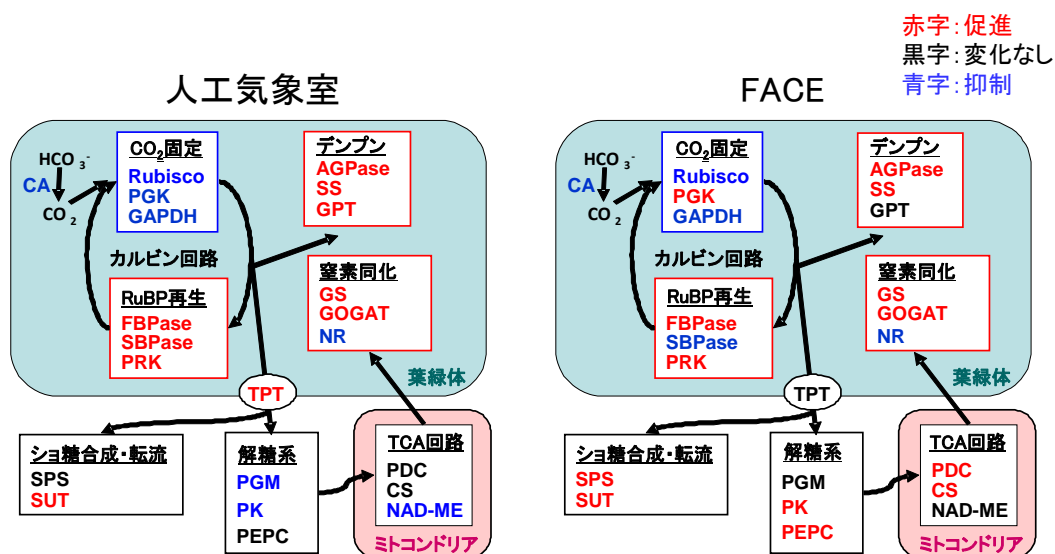 赤字:促進
黒字:変化なし
青字:抑制
人工気象室
HCO3-
CA
CO2
CO2固定
Rubisco
PGK
GAPDH
デンプン
AGPase
SS
GPT
カルビン回路
RuBP再生
FBPase
SBPase
PRK
窒素同化
GS
GOGAT
NR
葉緑体
TPT
ショ糖合成・転流
SPS
SUT
解糖系
PGM
PK
PEPC
TCA回路
PDC
CS
NAD-ME
ミトコンドリア
FACE
HCO3-
CA
CO2
CO2固定
Rubisco
PGK
GAPDH
デンプン
AGPase
SS
GPT
カルビン回路
RuBP再生
FBPase
SBPase
PRK
窒素同化
GS
GOGAT
NR
葉緑体
TPT
ショ糖合成・転流
SPS
SUT
解糖系
PGM
PK
PEPC
TCA回路
PDC
CS
NAD-ME
ミトコンドリア